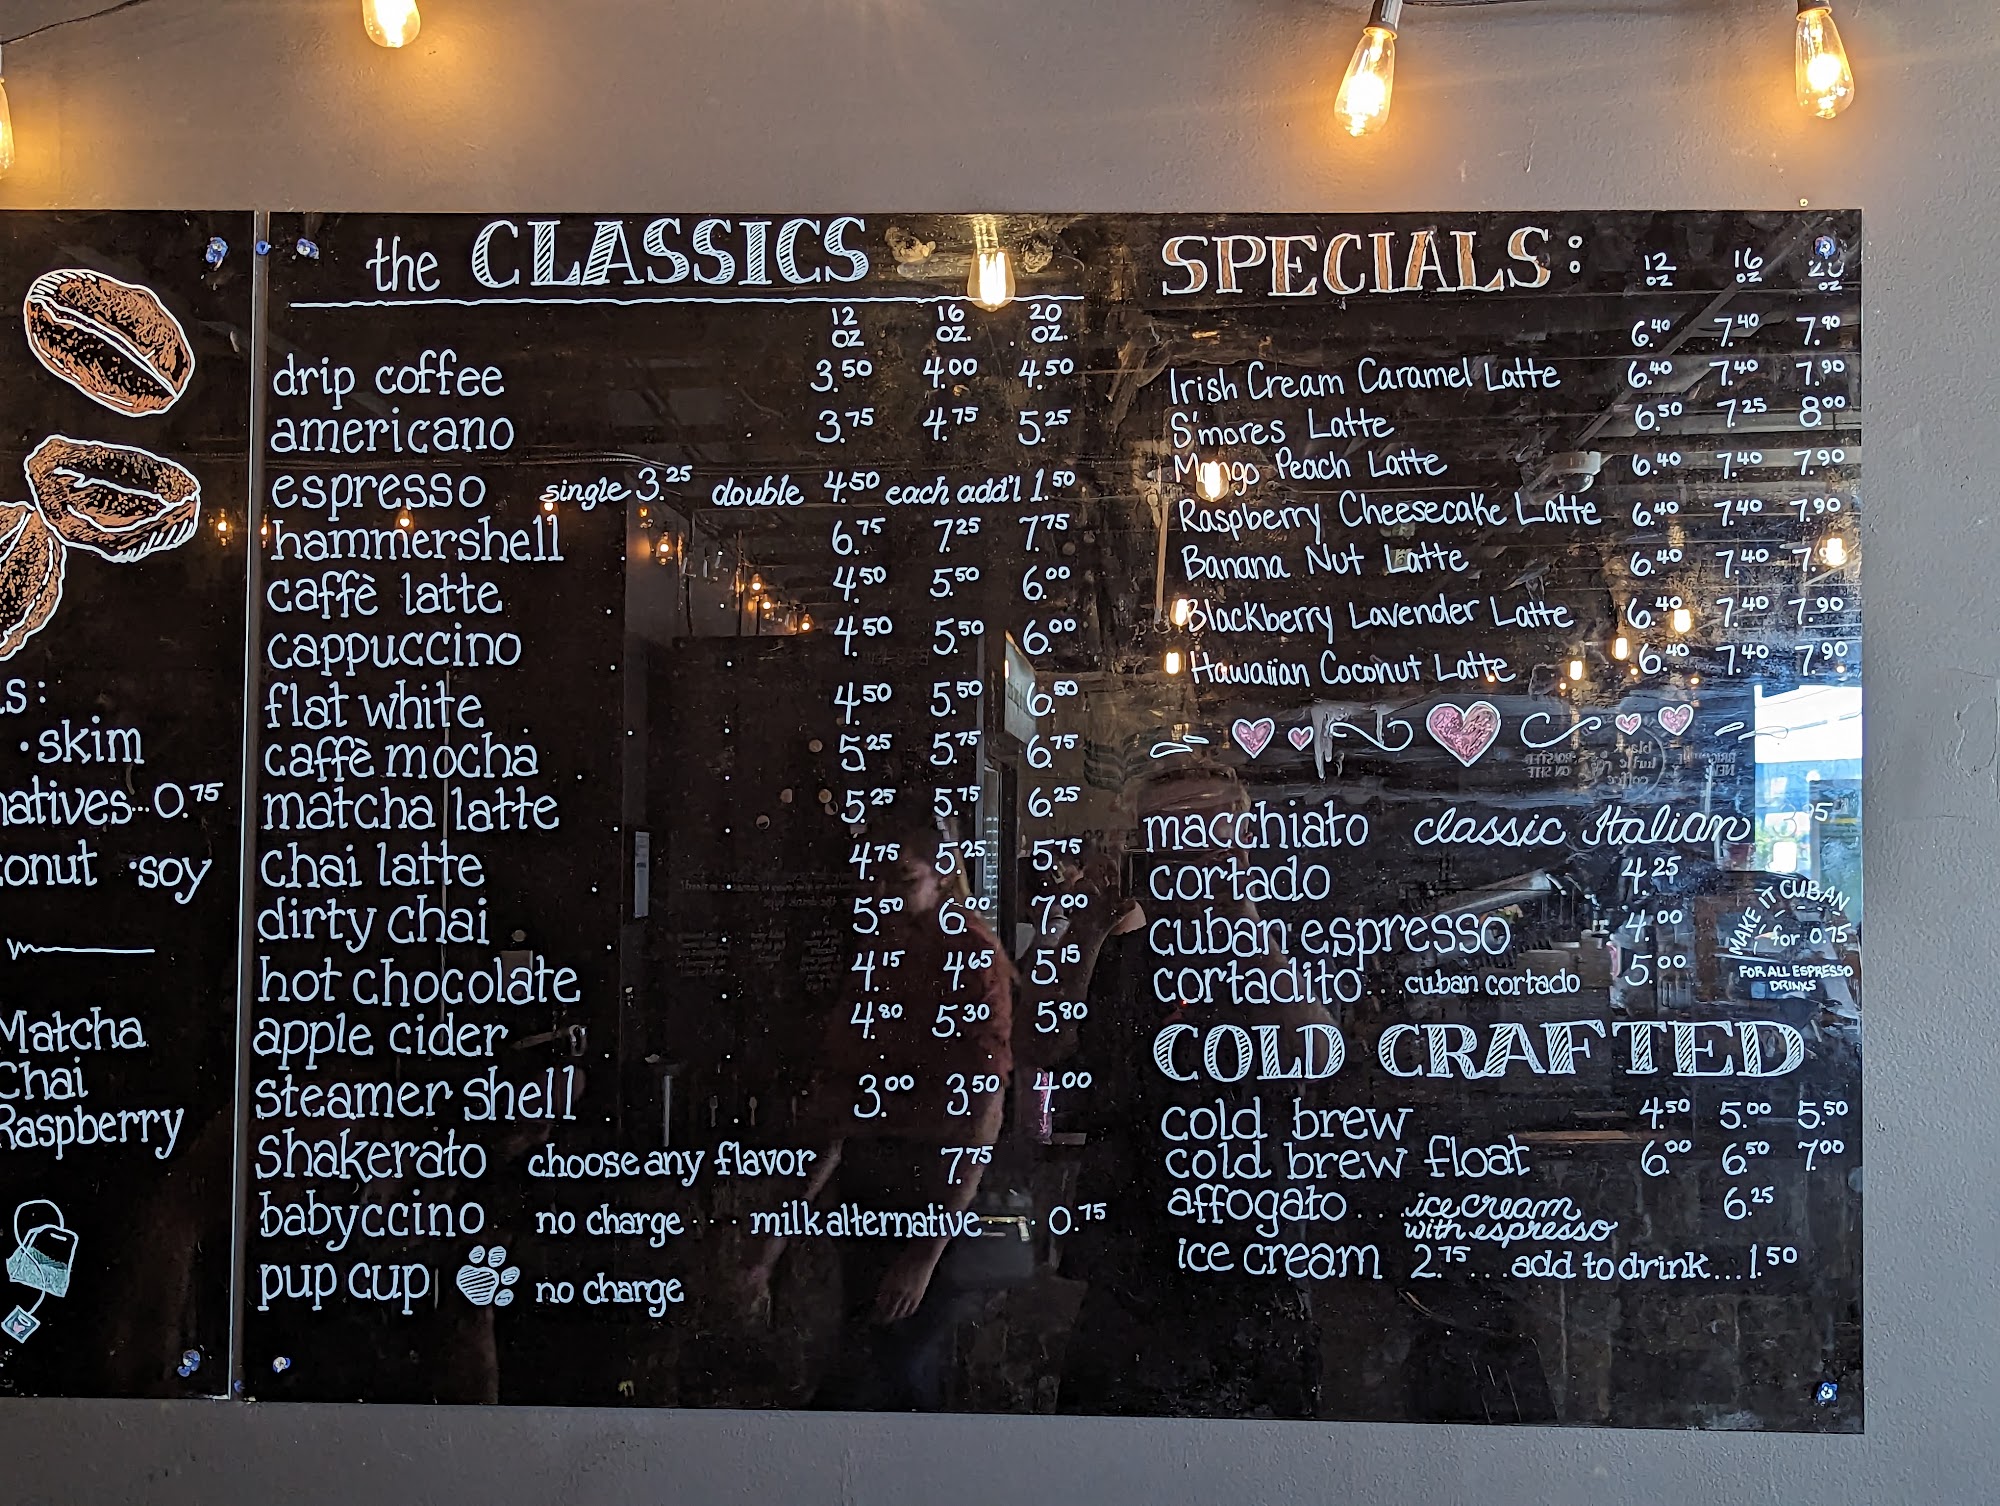 s:
· skim
natives... 0.75
conut · soy
Matcha
Chai
Raspberry
the CLASSICS
12 OZ 16 OZ. 20 OZ.
drip coffee 3.50 4.00 4.50
americano 3.75 4.75 5.25
espresso single 3.25 double 4.50 each add'l 1.50
hammershell 6.75 7.25 7.75
caffè latte 4.50 5.50 6.00
cappuccino 4.50 5.50 6.00
flat white 4.50 5.50 6.50
caffè mocha 5.25 5.75 6.75
matcha latte 5.25 5.75 6.25
chai latte 4.75 5.25 5.75
dirty chai 5.50 6.00 7.00
hot chocolate 4.15 4.65 5.15
apple cider 4.80 5.30 5.80
steamer shell 3.00 3.50 4.00
shakerato choose any flavor 7.75
babyccino no charge ... milk alternative 0.75
pup cup no charge
SPECIALS: 12 oz 16 oz 20 oz
6.40 7.40 7.90
Irish Cream Caramel Latte 6.40 7.40 7.90
S'mores Latte 6.50 7.25 8.00
Mango Peach Latte 6.40 7.40 7.90
Raspberry Cheesecake Latte 6.40 7.40 7.90
Banana Nut Latte 6.40 7.40
Blackberry Lavender Latte 6.40 7.40 7.90
Hawaiian Coconut Latte 6.40 7.40 7.90
macchiato classic Italian
cortado 4.25
cuban espresso 4.00
cortadito... cuban cortado 5.00
MAKE IT CUBAN
for 0.75
FOR ALL ESPRESSO
DRINKS
COLD CRAFTED
cold brew 4.50 5.00 5.50
cold brew float 6.00 6.50 7.00
affogato... ice cream 6.25
with espresso
ice cream 2.75...add to drink...1.50